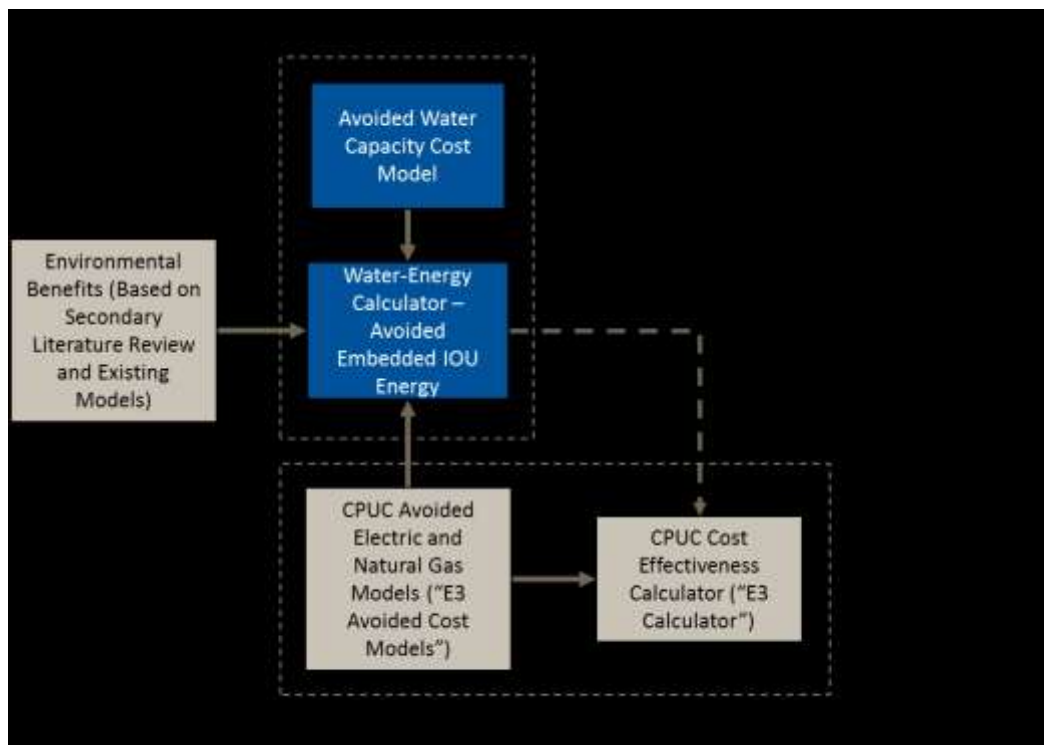 Avoided Water
Capacity Cost
Model
Environmental
Benefits (Based on
Secondary
Literature Review
and Existing
Models)
Water-Energy
Calculator –
Avoided
Embedded IOU
Energy
CPUC Avoided
Electric and
Natural Gas
Models (“E3
Avoided Cost
Models”)
CPUC Cost
Effectiveness
Calculator (“E3
Calculator”)